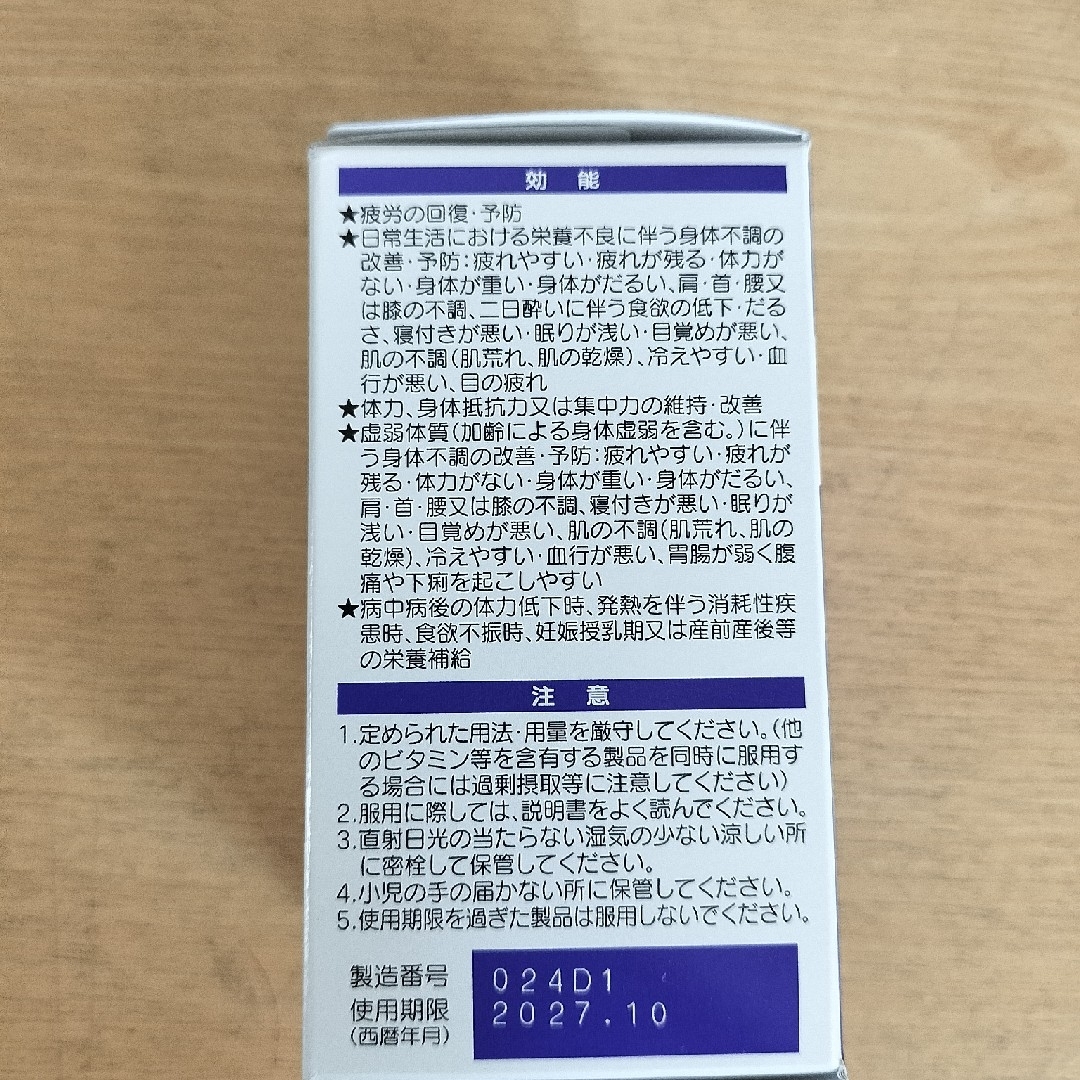 効能
★疲労の回復・予防
★日常生活における栄養不良に伴う身体不調の
改善・予防：疲れやすい・疲れが残る・体力が
ない・身体が重い・身体がだるい、肩・首・腰又
は膝の不調、二日酔いに伴う食欲の低下・だる
さ、寝付きが悪い・眠りが浅い・目覚めが悪い、
肌の不調（肌荒れ、肌の乾燥）、冷えやすい・血
行が悪い、目の疲れ
★体力、身体抵抗力又は集中力の維持・改善
★虚弱体質（加齢による身体虚弱を含む。）に伴
う身体不調の改善・予防：疲れやすい・疲れが
残る・体力がない・身体が重い・身体がだるい、
肩・首・腰又は膝の不調、寝付きが悪い・眠りが
浅い・目覚めが悪い、肌の不調（肌荒れ、肌の
乾燥）、冷えやすい・血行が悪い、胃腸が弱く腹
痛や下痢を起こしやすい
★病中病後の体力低下時、発熱を伴う消耗性疾
患時、食欲不振時、妊娠授乳期又は産前産後等
の栄養補給
注意
1.定められた用法・用量を厳守してください。（他
のビタミン等を含有する製品を同時に服用す
る場合には過剰摂取等に注意してください）
2.服用に際しては、説明書をよく読んでください。
3.直射日光の当たらない湿気の少ない涼しい所
に密栓して保管してください。
4.小児の手の届かない所に保管してください。
5.使用期限を過ぎた製品は服用しないでください。
製造番号 024D1
使用期限 2027.10
（西暦年月）